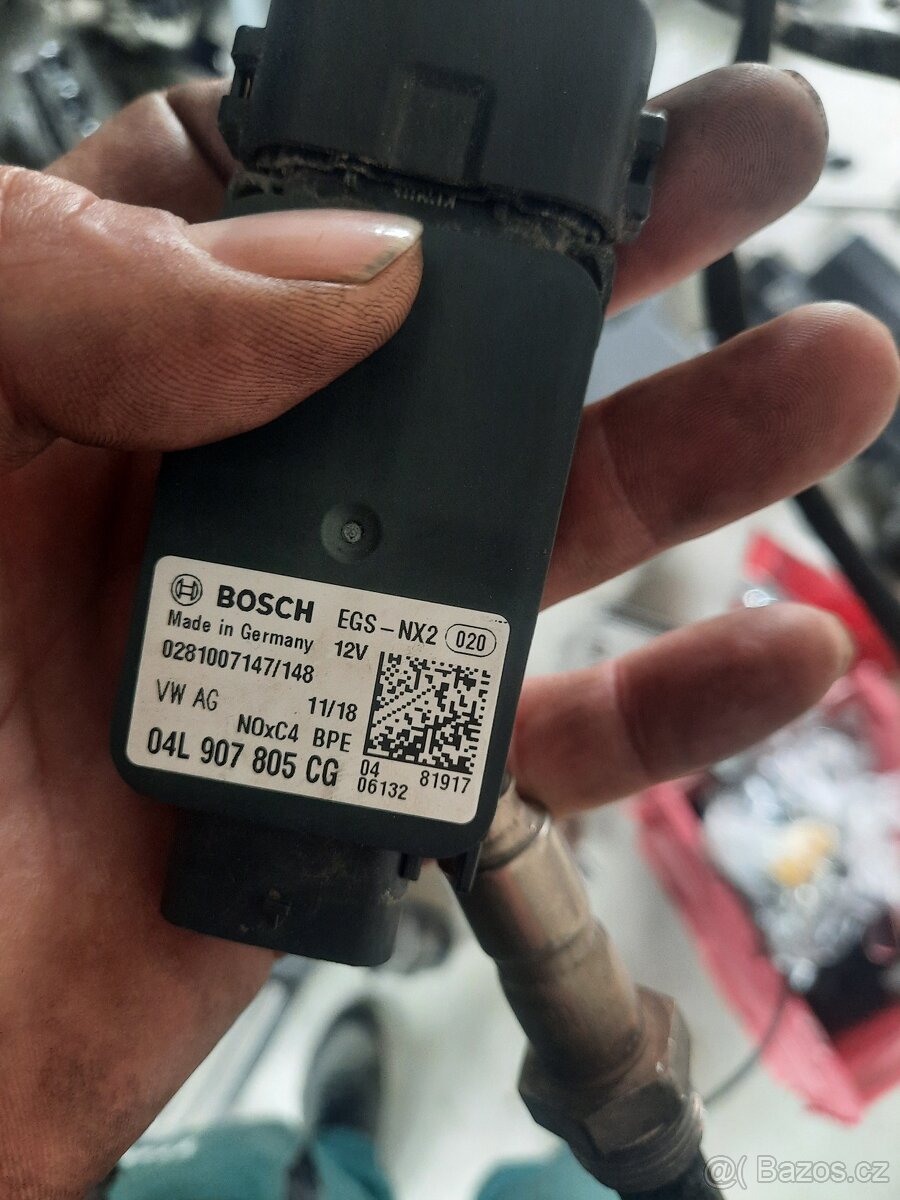 BOSCH EGS-NX2 020
Made in Germany 12V
0281007147/148
VW AG 11/18
NOxC4 BPE
04L 907 805 CG
04 81917
06132
@( Bazos.cz